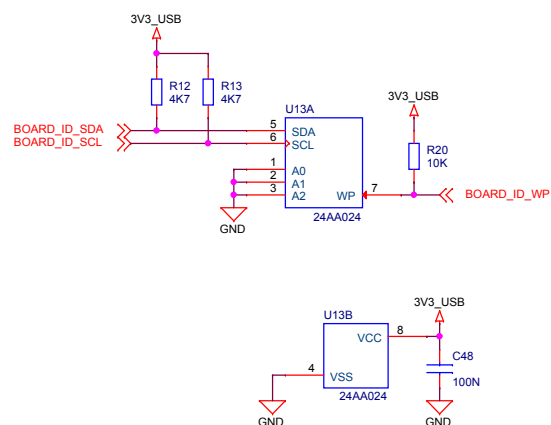 3V3_USB
R12
4K7
R13
4K7
3V3_USB
U13A
BOARD_ID_SDA
BOARD_ID_SCL
5
SDA
6
SCL
R20
10K
1
A0
2
A1
3
A2
WP
7
BOARD_ID_WP
GND
24AA024
3V3_USB
U13B
VCC
8
C48
100N
4
VSS
24AA024
GND
GND